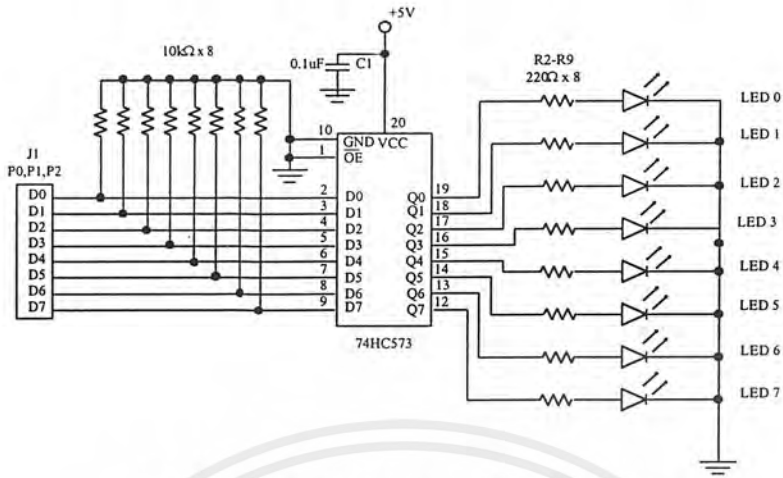 +5V
10kΩ x 8
0.1uF
C1
R2-R9
220Ω x 8
J1
P0,P1,P2
D0
D1
D2
D3
D4
D5
D6
D7
10
1
2
3
4
5
6
7
8
9
20
GND VCC
OE
D0
D1
D2
D3
D4
D5
D6
D7
Q0
Q1
Q2
Q3
Q4
Q5
Q6
Q7
19
18
17
16
15
14
13
12
74HC573
LED 0
LED 1
LED 2
LED 3
LED 4
LED 5
LED 6
LED 7